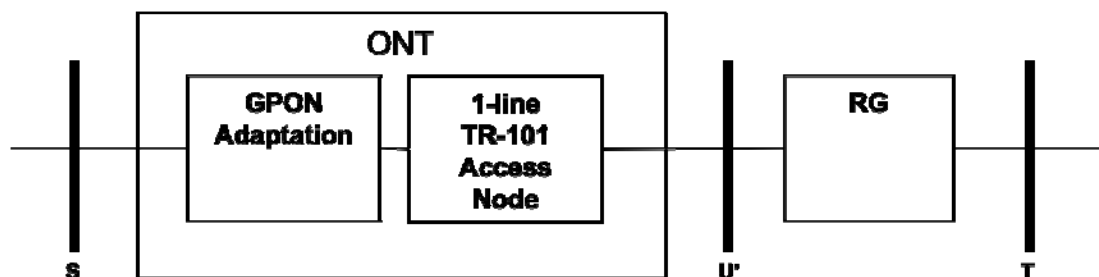 ONT
GPON
Adaptation
1-line
TR-101
Access
Node
RG
S
U'
T